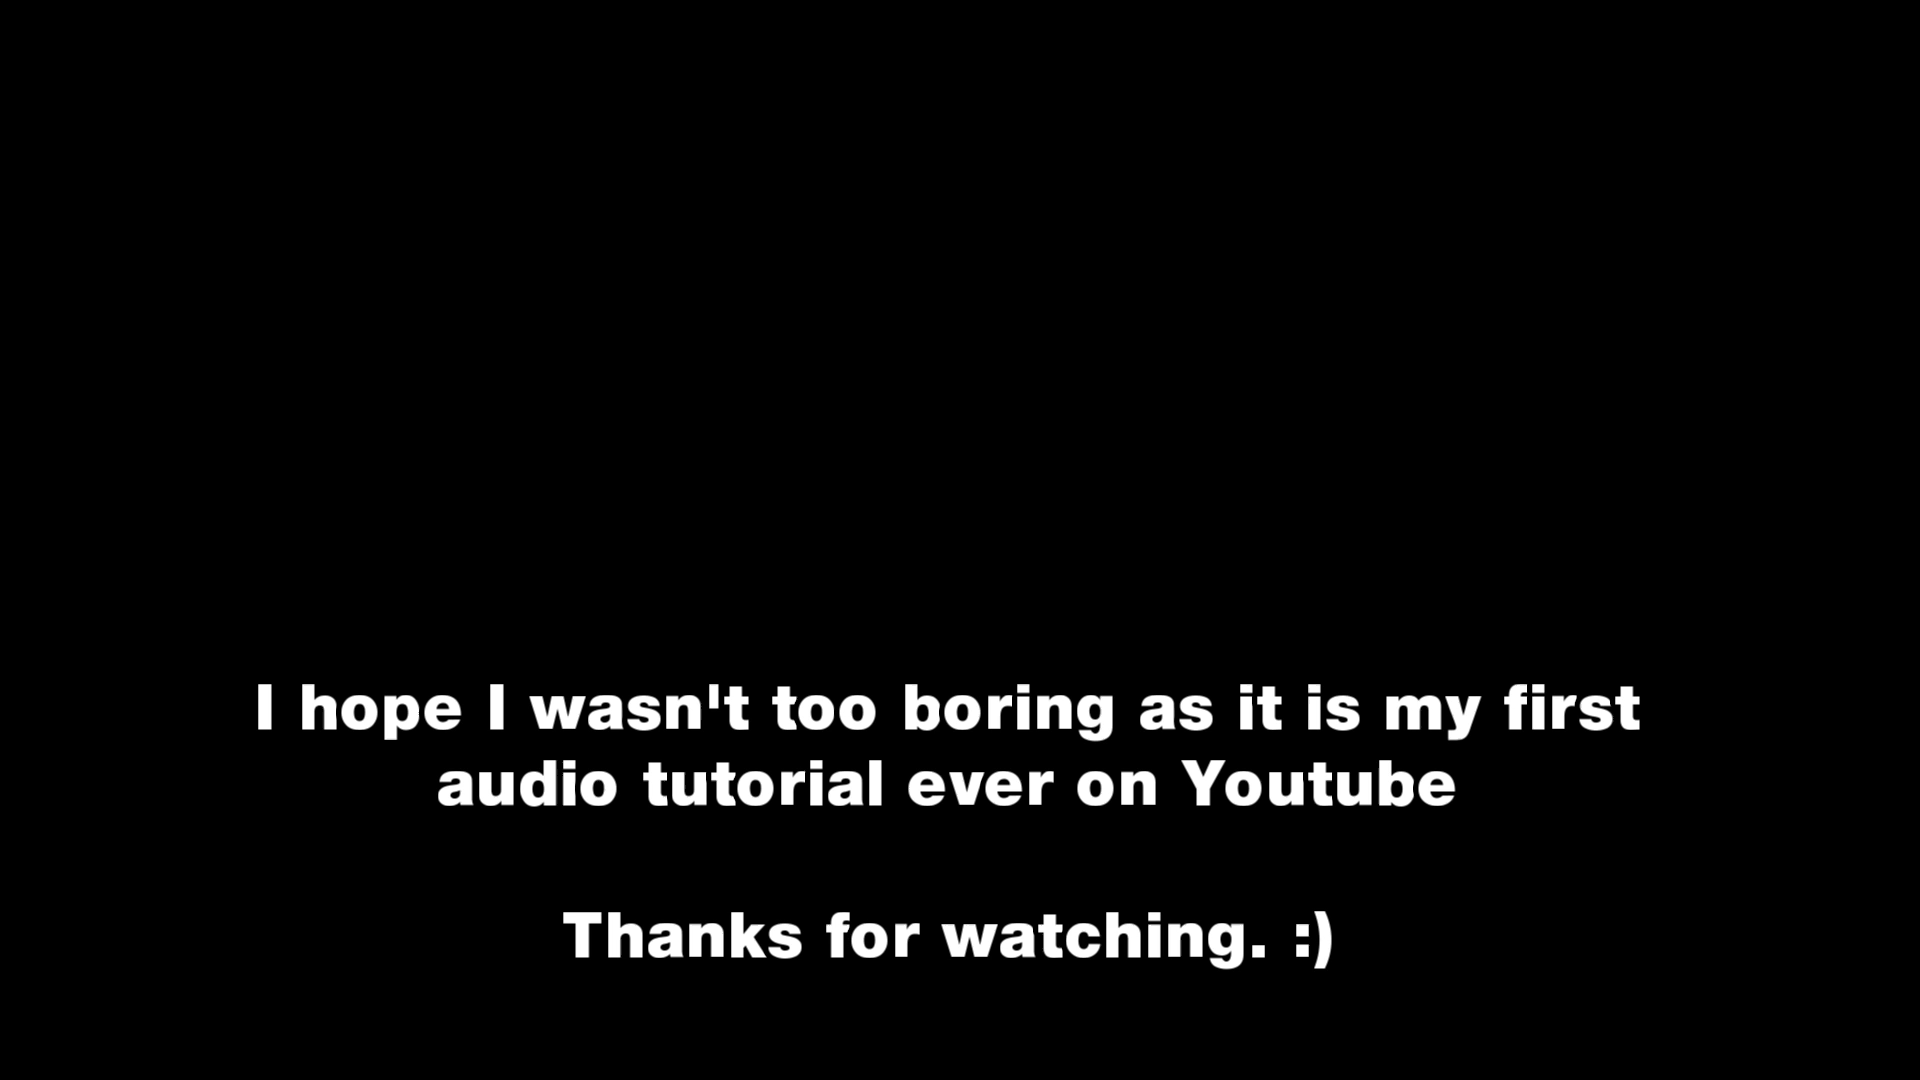 I hope I wasn't too boring as it is my first
audio tutorial ever on Youtube
Thanks for watching. :)